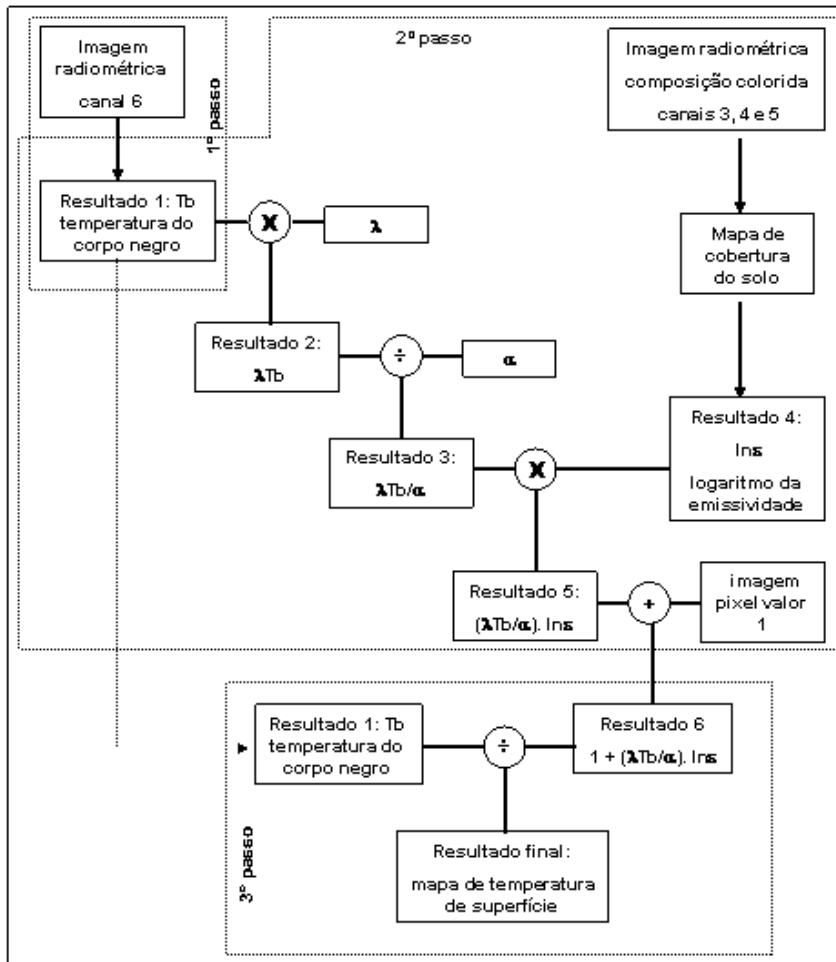 Imagem
radiométrica
canal 6
1º passo
2º passo
Imagem radiométrica
composição colorida
canais 3, 4 e 5
Resultado 1: Tb
temperatura do
corpo negro
X
λ
Mapa de
cobertura
do solo
Resultado 2:
λTb
÷
α
Resultado 3:
λTb/α
X
Resultado 4:
lnε
logaritmo da
emissividade
Resultado 5:
(λTb/α). lnε
+
imagem
pixel valor
1
3º passo
Resultado 1: Tb
temperatura do
corpo negro
÷
Resultado 6
1 + (λTb/α). lnε
Resultado final:
mapa de temperatura
de superfície